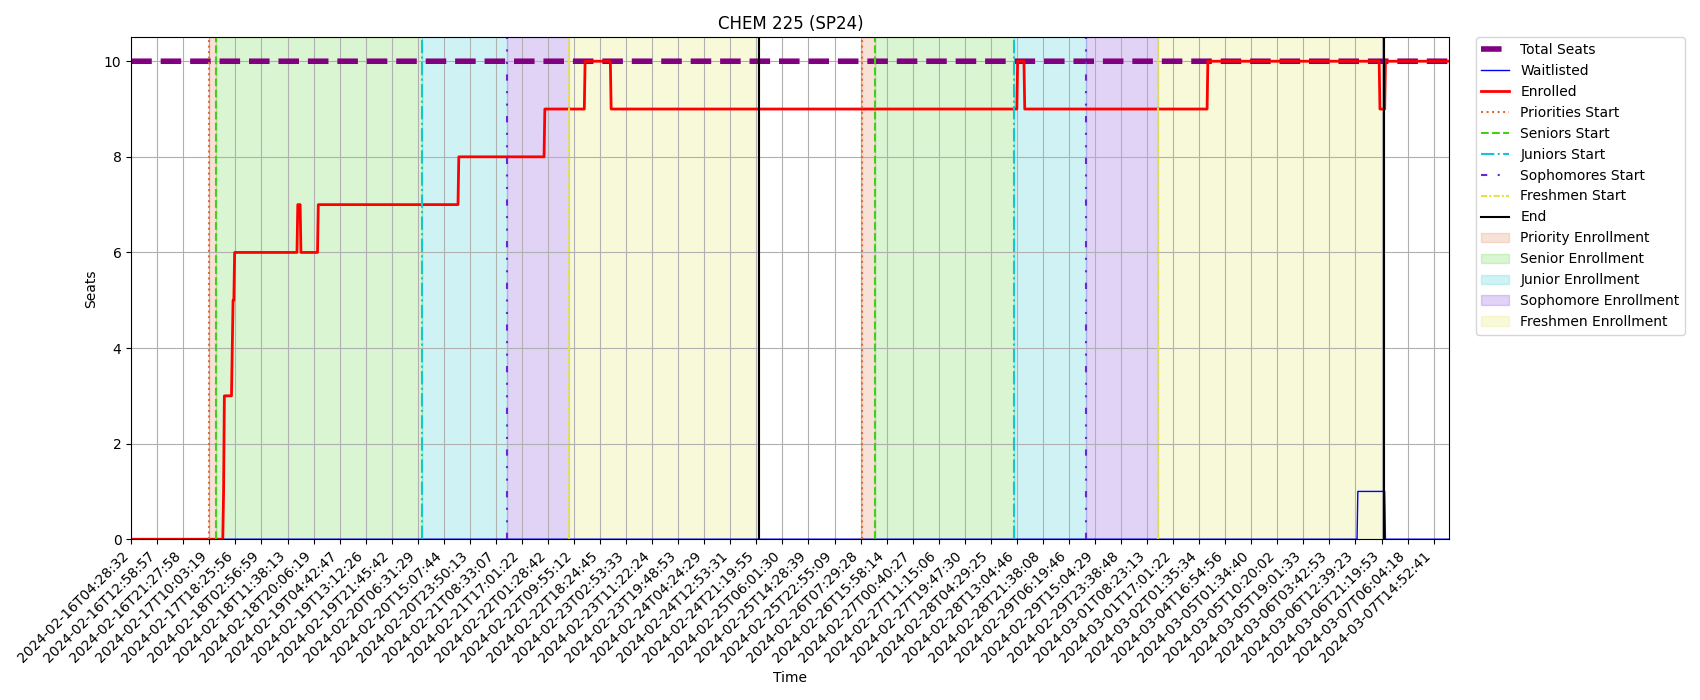 CHEM 225 (SP24)
Seats
10
8
6
4
2
0
2024-02-16T04:28:32
2024-02-16T12:58:57
2024-02-16T21:27:58
2024-02-17T10:03:19
2024-02-17T18:25:56
2024-02-18T02:56:59
2024-02-18T11:38:13
2024-02-18T20:06:19
2024-02-19T04:42:47
2024-02-19T13:12:26
2024-02-19T21:45:42
2024-02-20T06:31:29
2024-02-20T15:07:44
2024-02-20T23:50:13
2024-02-21T08:33:07
2024-02-21T17:01:22
2024-02-22T01:28:42
2024-02-22T09:55:12
2024-02-22T18:24:45
2024-02-23T02:53:33
2024-02-23T11:22:24
2024-02-23T19:48:53
2024-02-24T04:24:29
2024-02-24T12:53:31
2024-02-24T21:19:55
2024-02-25T06:01:30
2024-02-25T14:28:39
2024-02-25T22:55:09
2024-02-26T07:29:28
2024-02-26T15:58:14
2024-02-27T00:40:27
2024-02-27T11:15:06
2024-02-27T19:47:30
2024-02-28T04:29:25
2024-02-28T13:04:46
2024-02-28T21:38:08
2024-02-29T06:19:46
2024-02-29T15:04:29
2024-02-29T23:38:48
2024-03-01T08:23:13
2024-03-01T17:01:22
2024-03-02T01:35:34
2024-03-04T16:54:56
2024-03-05T01:34:40
2024-03-05T10:20:02
2024-03-05T19:01:33
2024-03-06T03:42:53
2024-03-06T12:39:23
2024-03-06T21:19:53
2024-03-07T06:04:18
2024-03-07T14:52:41
Time
Total Seats
Waitlisted
Enrolled
Priorities Start
Seniors Start
Juniors Start
Sophomores Start
Freshmen Start
End
Priority Enrollment
Senior Enrollment
Junior Enrollment
Sophomore Enrollment
Freshmen Enrollment